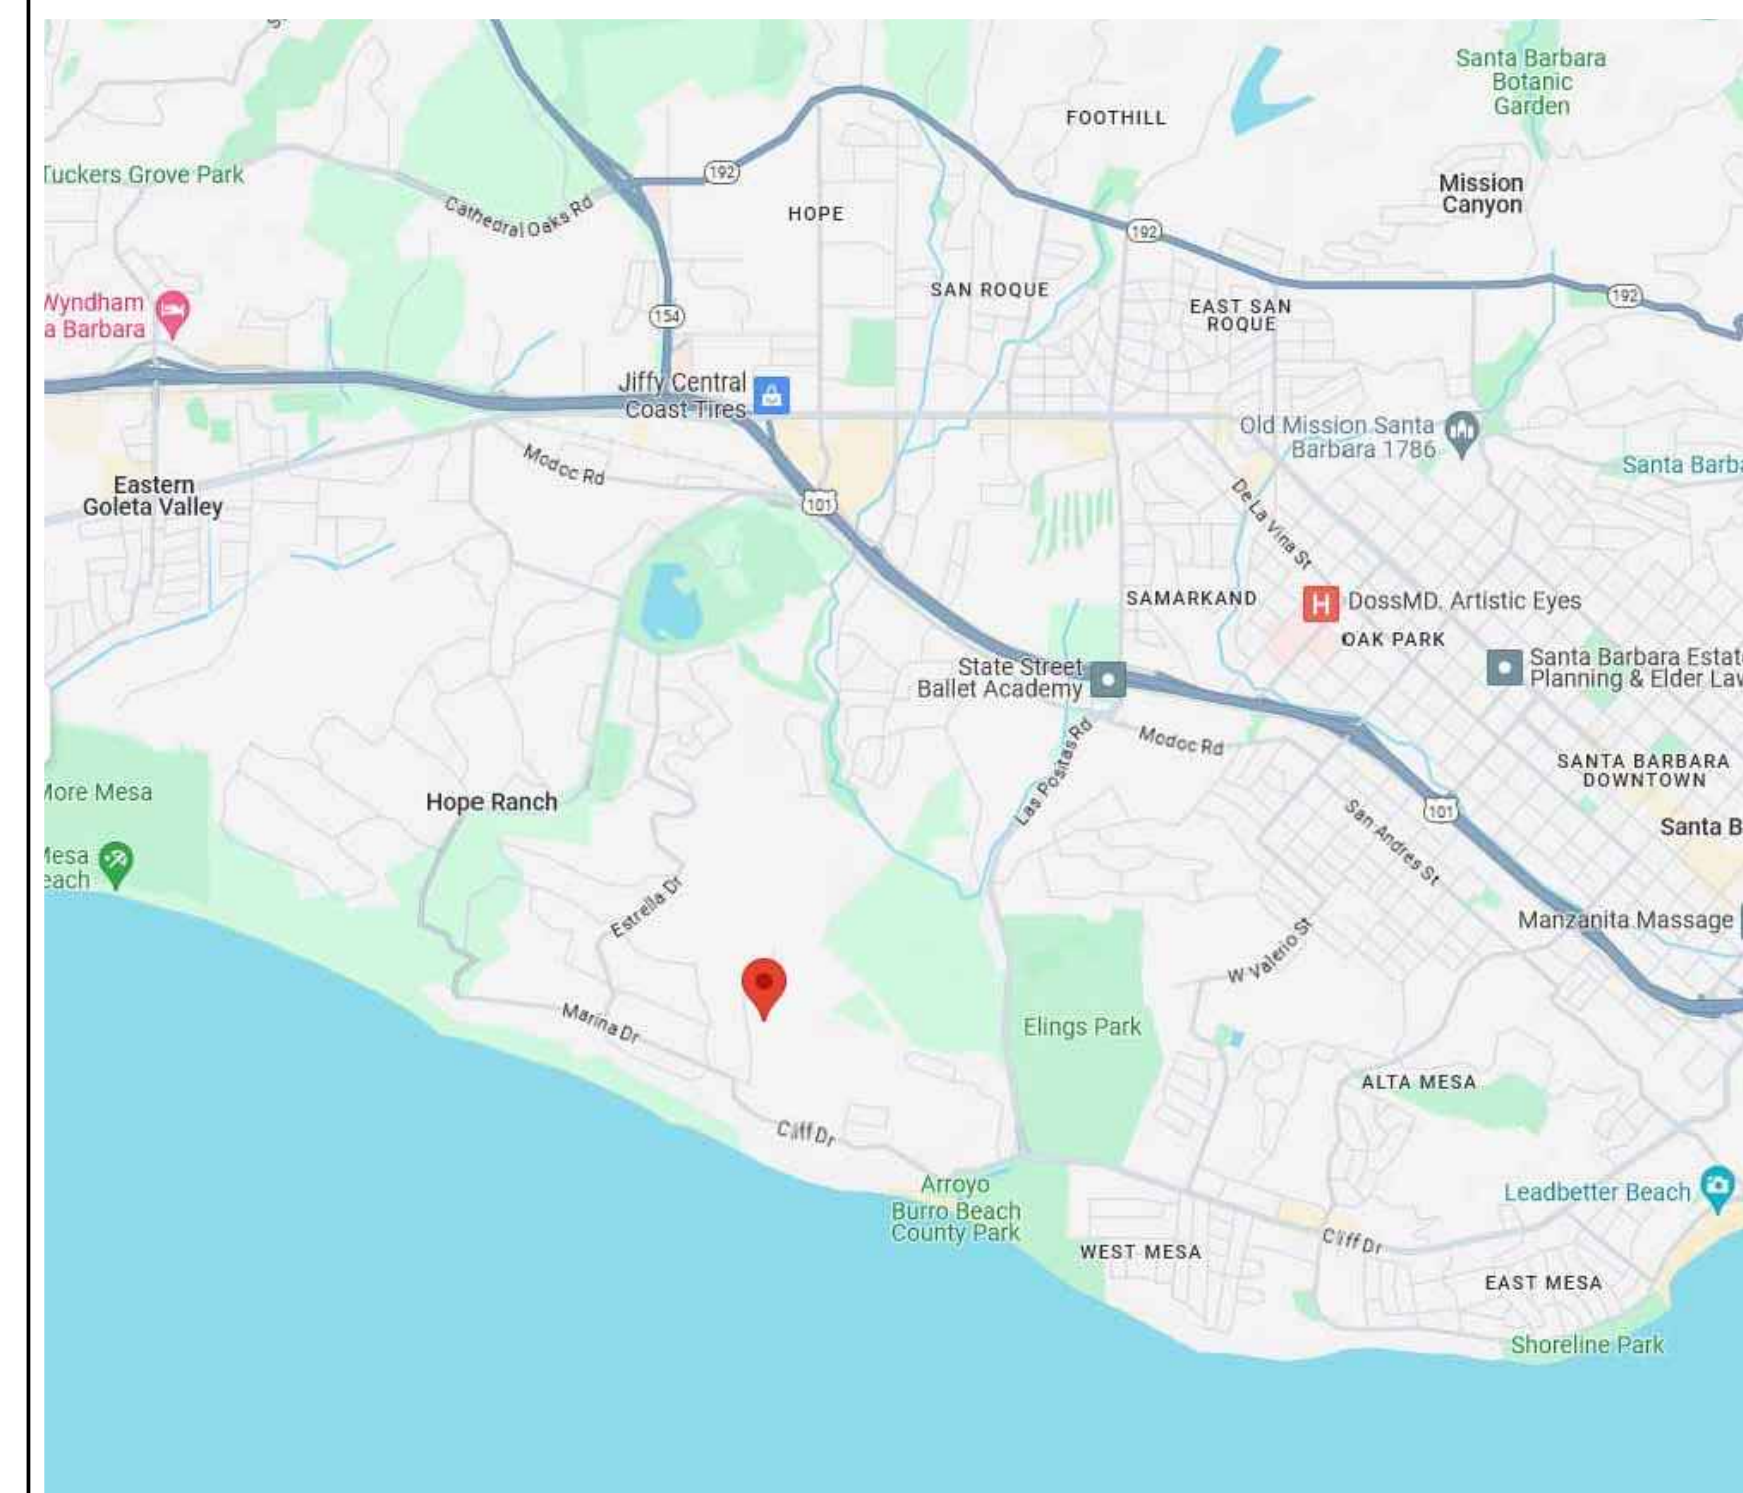 Santa Barbara
Botanic
Garden
FOOTHILL
Tuckers Grove Park
192
Mission
Canyon
Cathedral Oaks Rd
HOPE
192
SAN ROQUE
192
EAST SAN
ROQUE
Wyndham
a Barbara
154
Jiffy Central
Coast Tires
Old Mission Santa
Barbara 1786
Modoc Rd
Santa Barba
Eastern
Goleta Valley
De La Vina St
101
SAMARKAND
DossMD. Artistic Eyes
H
OAK PARK
State Street
Ballet Academy
Santa Barbara Estate
Planning & Elder Law
Las Positas Rd
Modoc Rd
SANTA BARBARA
DOWNTOWN
More Mesa
Hope Ranch
101
San Andres St
Santa B
Mesa
each
Estrella Dr
Manzanita Massage
W Valerio St
Marina Dr
Elings Park
ALTA MESA
Cliff Dr
Arroyo
Burro Beach
County Park
Leadbetter Beach
WEST MESA
Cliff Dr
EAST MESA
Shoreline Park